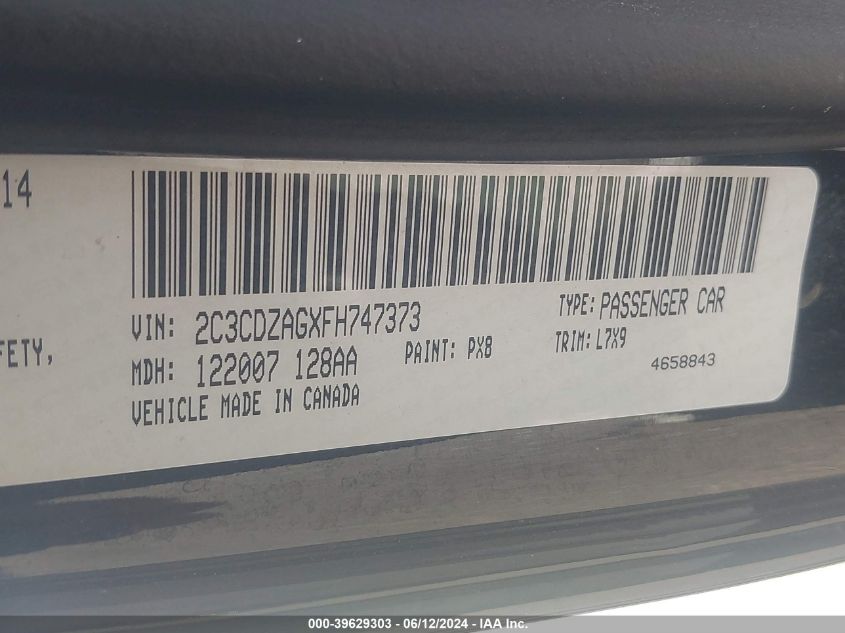 14
VIN: 2C3CDZAGXFH747373
TYPE: PASSENGER CAR
FETY,
MDH: 122007 128AA
PAINT: PX8
TRIM: L7X9
4658843
VEHICLE MADE IN CANADA
000-39629303 - 06/12/2024 - IAA Inc.